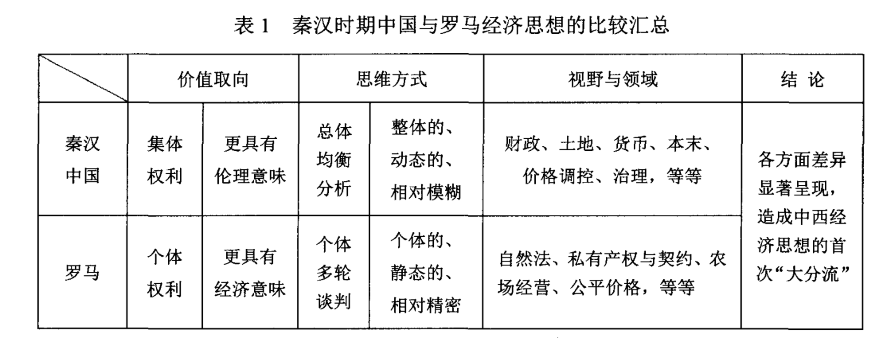 表 1 秦汉时期中国与罗马经济思想的比较汇总
价值取向 思维方式 视野与领域 结 论
秦汉
中国
集体
权利
更具有
伦理意味
总体
均衡
分析
整体的、
动态的、
相对模糊
财政、土地、货币、本末、
价格调控、治理，等等
罗马
个体
权利
更具有
经济意味
个体
多轮
谈判
个体的、
静态的、
相对精密
自然法、私有产权与契约、农
场经营、公平价格，等等
各方面差异
显著呈现，
造成中西经
济思想的首
次“大分流”